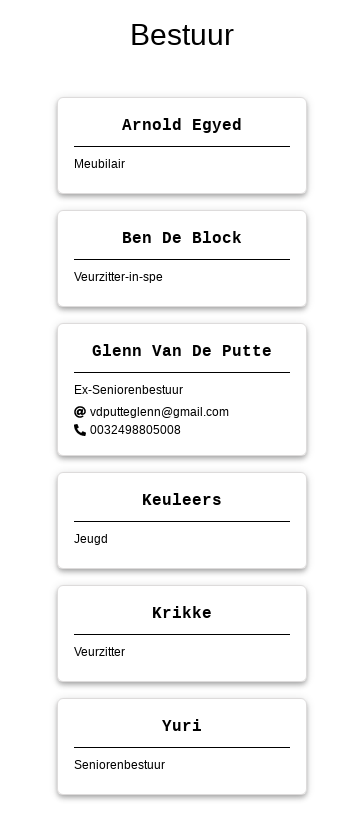 Bestuur
Arnold Egyed
Meubilair
Ben De Block
Veurzitter-in-spe
Glenn Van De Putte
Ex-Seniorenbestuur
vdputteglenn@gmail.com
0032498805008
Keuleers
Jeugd
Krikke
Veurzitter
Yuri
Seniorenbestuur